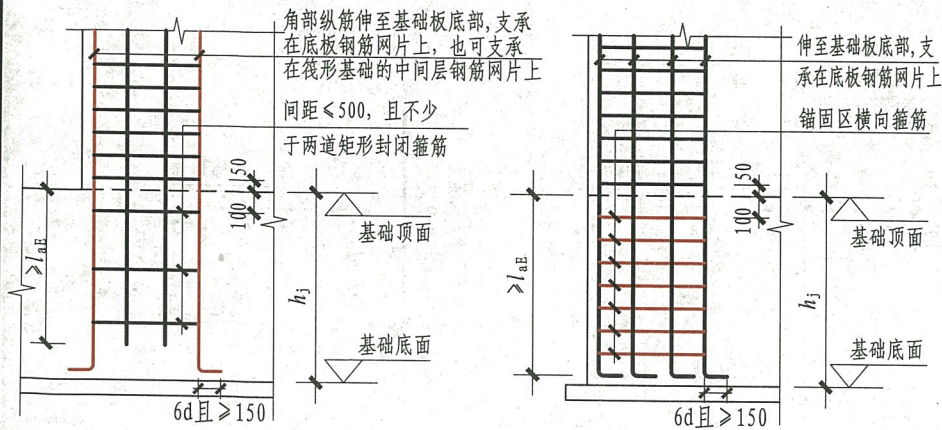 角部纵筋伸至基础板底部,支承
在底板钢筋网片上，也可支承
在筏形基础的中间层钢筋网片上
间距≤500，且不少
于两道矩形封闭箍筋
50
100
≥laE
hj
基础顶面
基础底面
6d且≥150
伸至基础板底部,支
承在底板钢筋网片上
锚固区横向箍筋
50
100
≥laE
hj
基础顶面
基础底面
6d且≥150